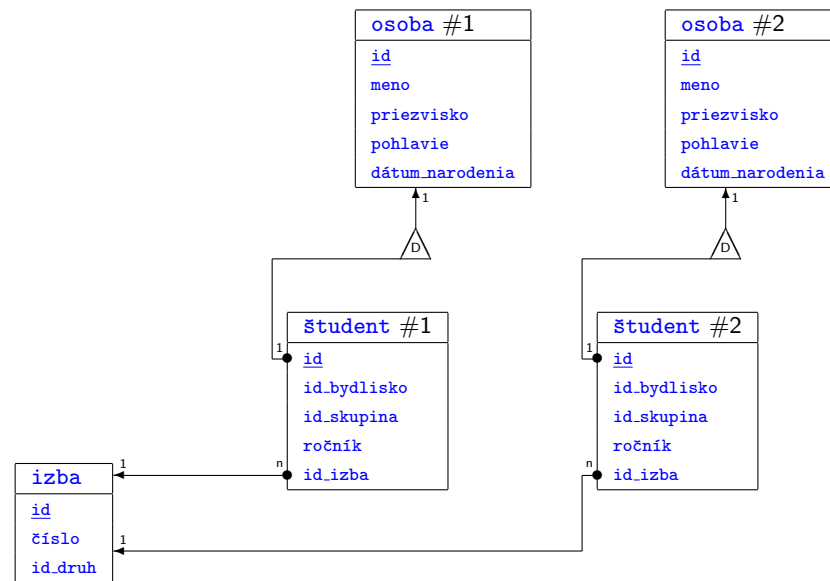 osoba #1
id
meno
priezvisko
pohlavie
dátum_narodenia
1
D
osoba #2
id
meno
priezvisko
pohlavie
dátum_narodenia
1
D
študent #1
1
id
id_bydlisko
id_skupina
ročník
n
id_izba
študent #2
1
id
id_bydlisko
id_skupina
ročník
n
id_izba
izba
1
id
číslo
1
id_druh